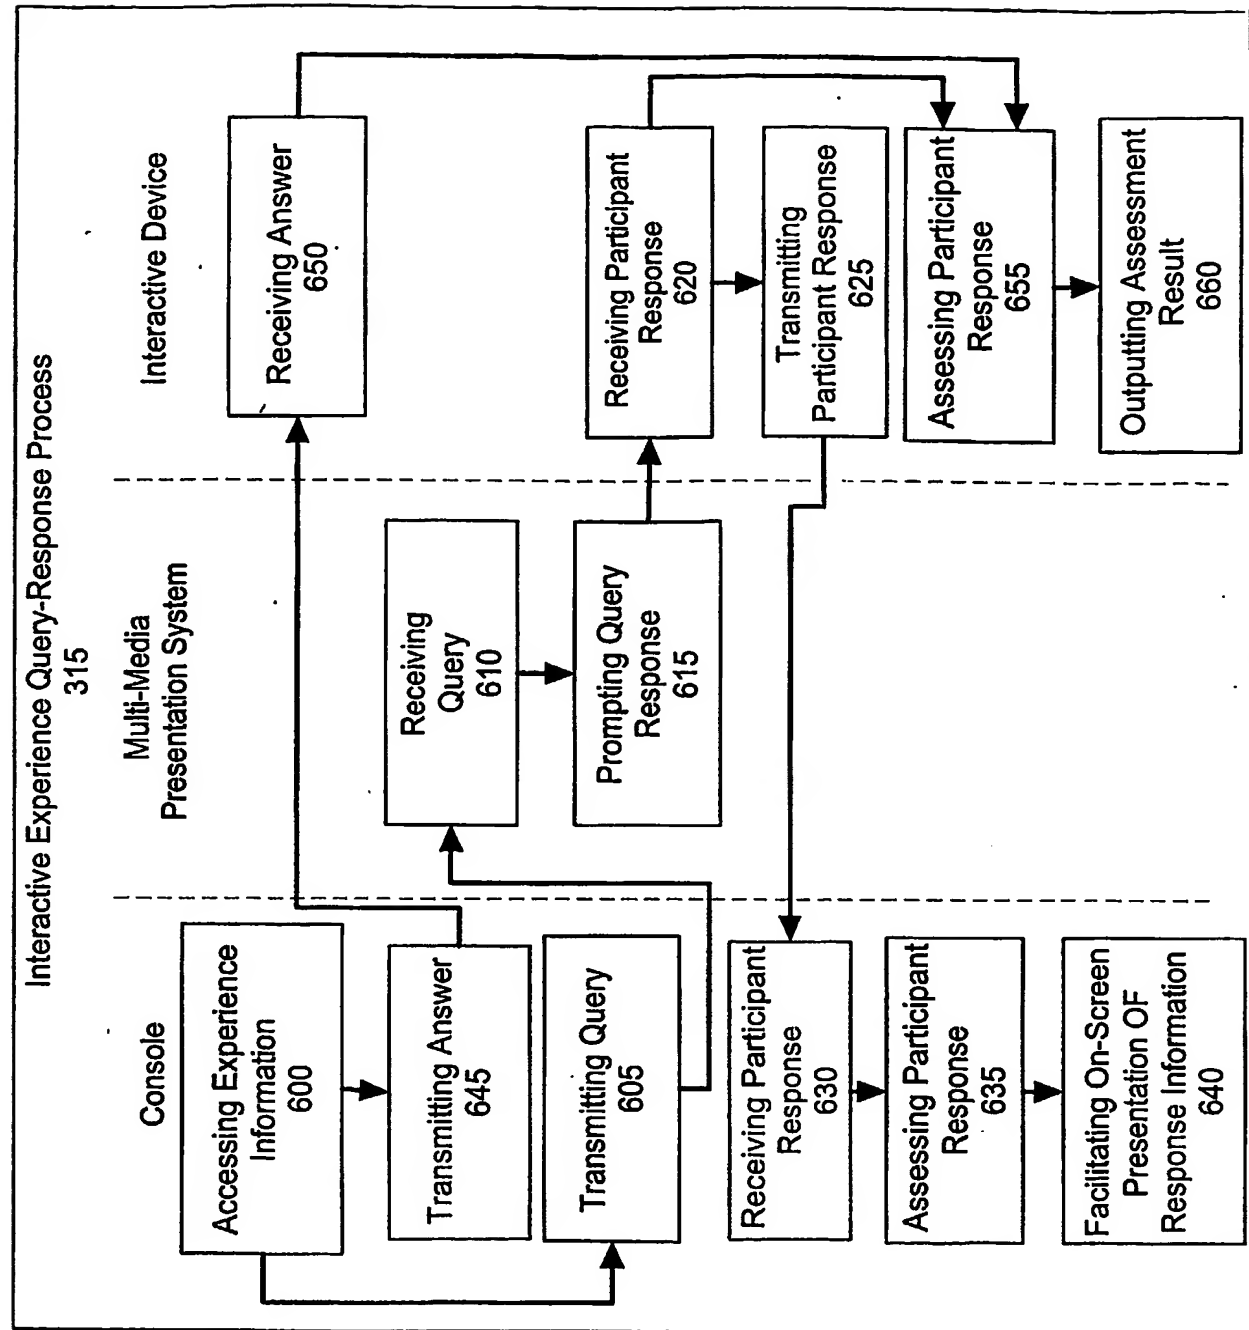 Interactive Experience Query-Response Process
315
Console
Multi-Media
Presentation System
Interactive Device
Accessing Experience
Information
600
Transmitting Answer
645
Transmitting Query
605
Receiving Participant
Response
630
Assessing Participant
Response
635
Facilitating On-Screen
Presentation OF
Response Information
640
Receiving
Query
610
Prompting Query
Response
615
Receiving Answer
650
Receiving Participant
Response
620
Transmitting
Participant Response
625
Assessing Participant
Response
655
Outputting Assessment
Result
660